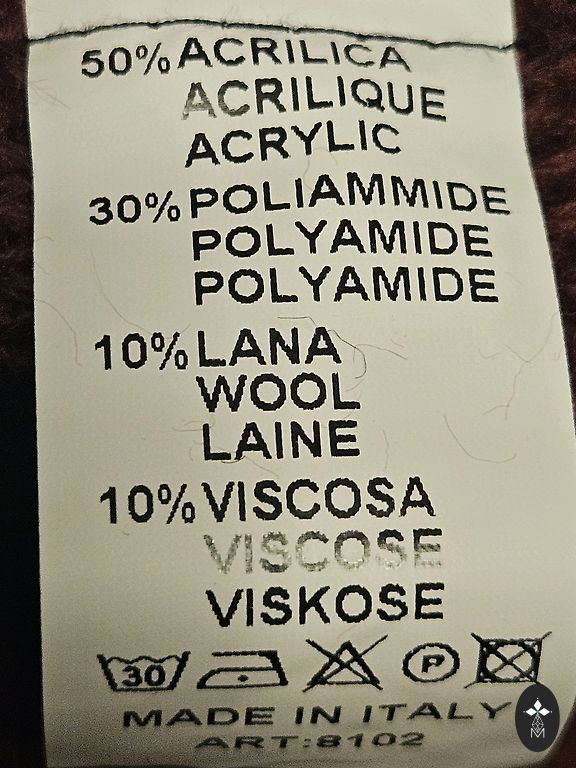 50% ACRILICA
ACRILIQUE
ACRYLIC
30% POLIAMMIDE
POLYAMIDE
POLYAMIDE
10% LANA
WOOL
LAINE
10% VISCOSA
VISCOSE
VISKOSE
30 P
MADE IN ITALY
ART:8102
M